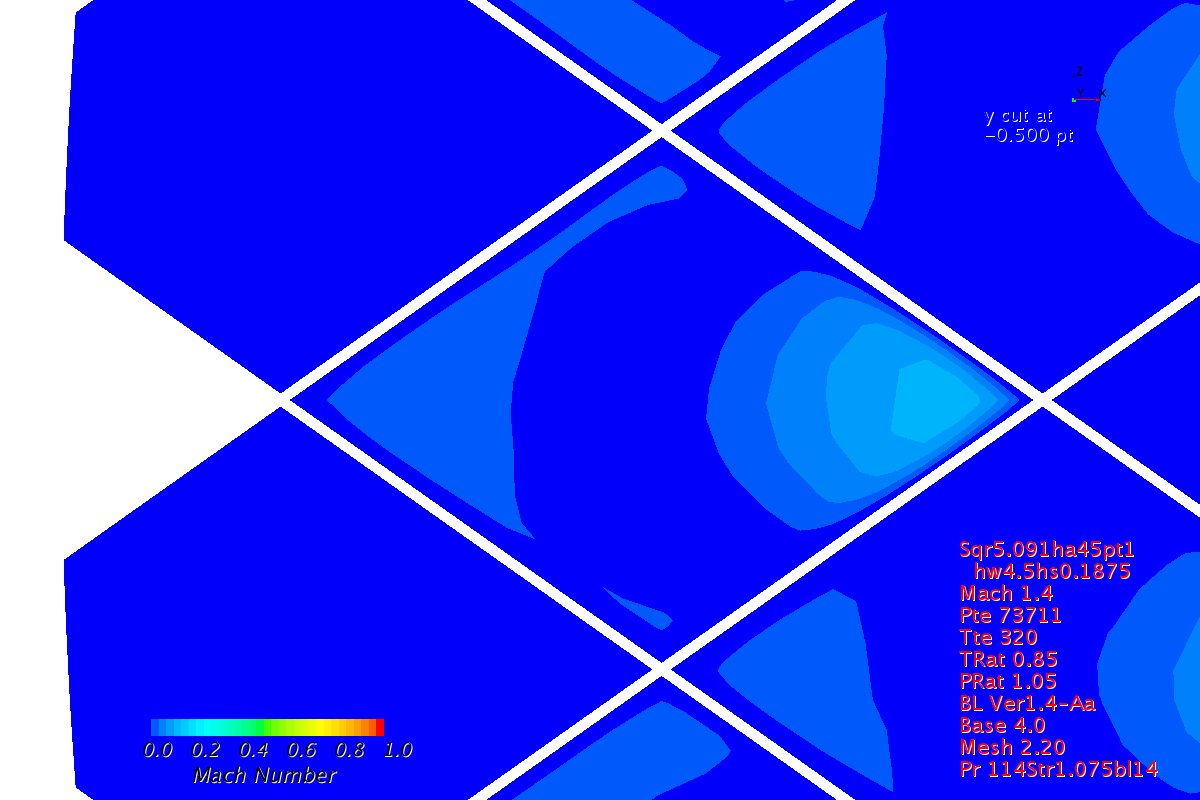 Z
Y X
y cut at
−0.500 pt
Sqr5.091ha45pt1
hw4.5hs0.1875
Mach 1.4
Pte 73711
Tte 320
TRat 0.85
PRat 1.05
BL Ver1.4−Aa
Base 4.0
Mesh 2.20
Pr 114Str1.075bl14
0.0 0.2 0.4 0.6 0.8 1.0
Mach Number